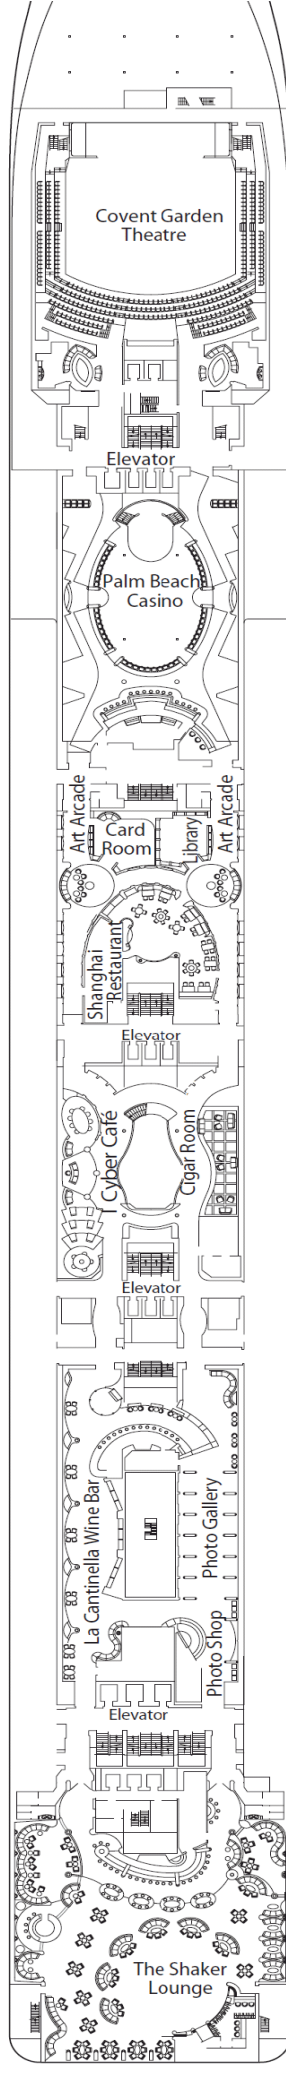 Covent Garden
Theatre
Elevator
Palm Beach
Casino
Art Arcade
Card
Room
Library
Art Arcade
Shanghai
Restaurant
Elevator
Cyber Café
Cigar Room
Elevator
La Cantinella Wine Bar
Photo Gallery
Photo Shop
Elevator
The Shaker
Lounge